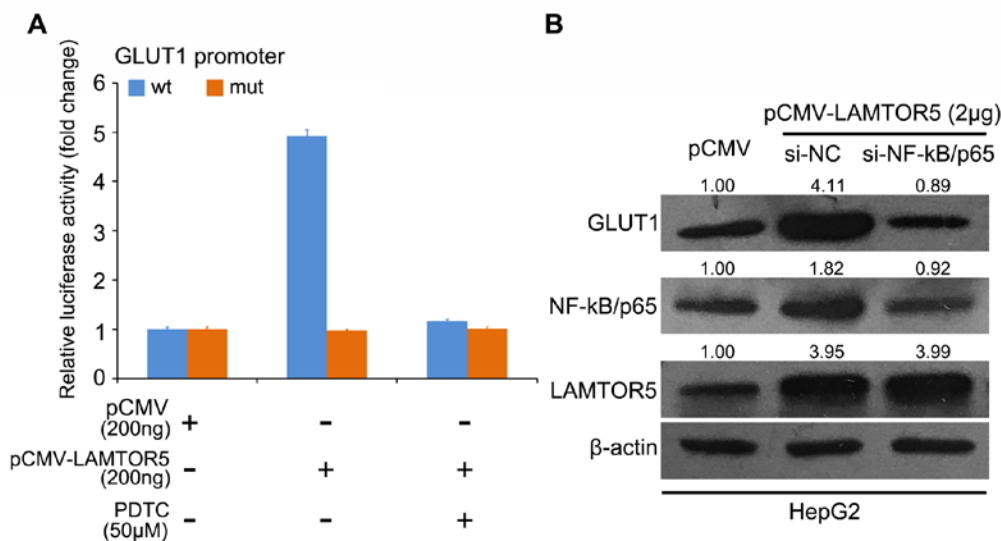 A
GLUT1 promoter
wt mut
Relative luciferase activity (fold change)
6
5
4
3
2
1
0
pCMV
(200ng) + - -
pCMV-LAMTOR5
(200ng) - + +
PDTC
(50μM) - - +
B
pCMV-LAMTOR5 (2μg)
pCMV si-NC si-NF-kB/p65
1.00 4.11 0.89
GLUT1
1.00 1.82 0.92
NF-kB/p65
1.00 3.95 3.99
LAMTOR5
β-actin
HepG2